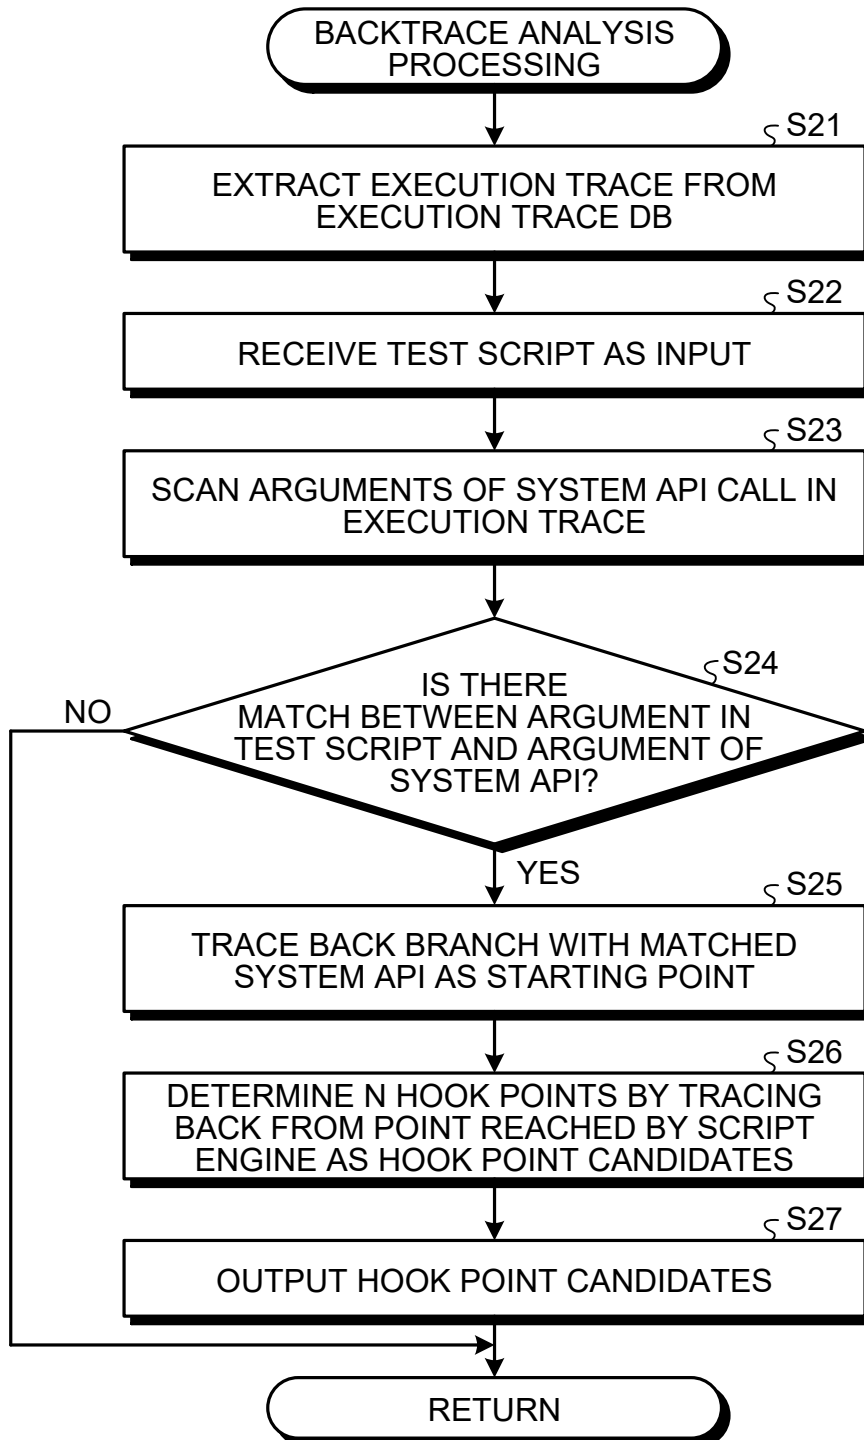 BACKTRACE ANALYSIS
PROCESSING
S21
EXTRACT EXECUTION TRACE FROM
EXECUTION TRACE DB
S22
RECEIVE TEST SCRIPT AS INPUT
S23
SCAN ARGUMENTS OF SYSTEM API CALL IN
EXECUTION TRACE
S24
IS THERE
MATCH BETWEEN ARGUMENT IN
TEST SCRIPT AND ARGUMENT OF
SYSTEM API?
NO
YES
S25
TRACE BACK BRANCH WITH MATCHED
SYSTEM API AS STARTING POINT
S26
DETERMINE N HOOK POINTS BY TRACING
BACK FROM POINT REACHED BY SCRIPT
ENGINE AS HOOK POINT CANDIDATES
S27
OUTPUT HOOK POINT CANDIDATES
RETURN